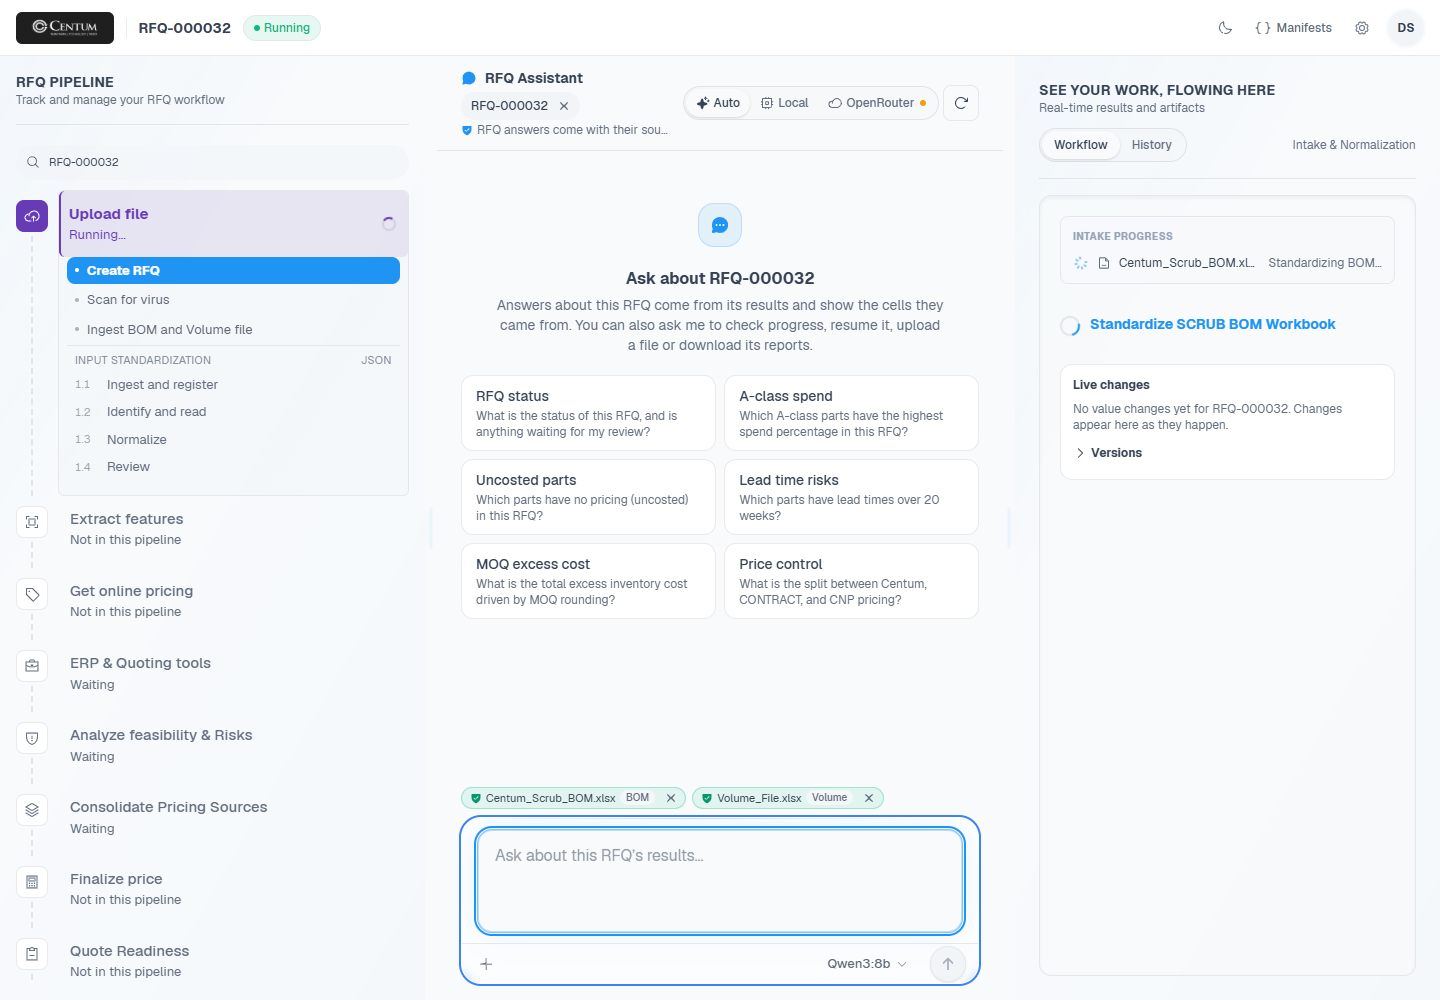 CENTUM
RFQ-000032
Running
{ } Manifests
DS
RFQ PIPELINE
Track and manage your RFQ workflow
RFQ-000032
Upload file
Running...
Create RFQ
Scan for virus
Ingest BOM and Volume file
INPUT STANDARDIZATION JSON
1.1 Ingest and register
1.2 Identify and read
1.3 Normalize
1.4 Review
Extract features
Not in this pipeline
Get online pricing
Not in this pipeline
ERP & Quoting tools
Waiting
Analyze feasibility & Risks
Waiting
Consolidate Pricing Sources
Waiting
Finalize price
Not in this pipeline
Quote Readiness
Not in this pipeline
RFQ Assistant
RFQ-000032
RFQ answers come with their sou...
Auto Local OpenRouter
Ask about RFQ-000032
Answers about this RFQ come from its results and show the cells they
came from. You can also ask me to check progress, resume it, upload
a file or download its reports.
RFQ status
What is the status of this RFQ, and is
anything waiting for my review?
A-class spend
Which A-class parts have the highest
spend percentage in this RFQ?
Uncosted parts
Which parts have no pricing (uncosted)
in this RFQ?
Lead time risks
Which parts have lead times over 20
weeks?
MOQ excess cost
What is the total excess inventory cost
driven by MOQ rounding?
Price control
What is the split between Centum,
CONTRACT, and CNP pricing?
Centum_Scrub_BOM.xlsx BOM
Volume_File.xlsx Volume
Ask about this RFQ's results...
Qwen3:8b
SEE YOUR WORK, FLOWING HERE
Real-time results and artifacts
Workflow History
Intake & Normalization
INTAKE PROGRESS
Centum_Scrub_BOM.xl... Standardizing BOM...
Standardize SCRUB BOM Workbook
Live changes
No value changes yet for RFQ-000032. Changes
appear here as they happen.
Versions